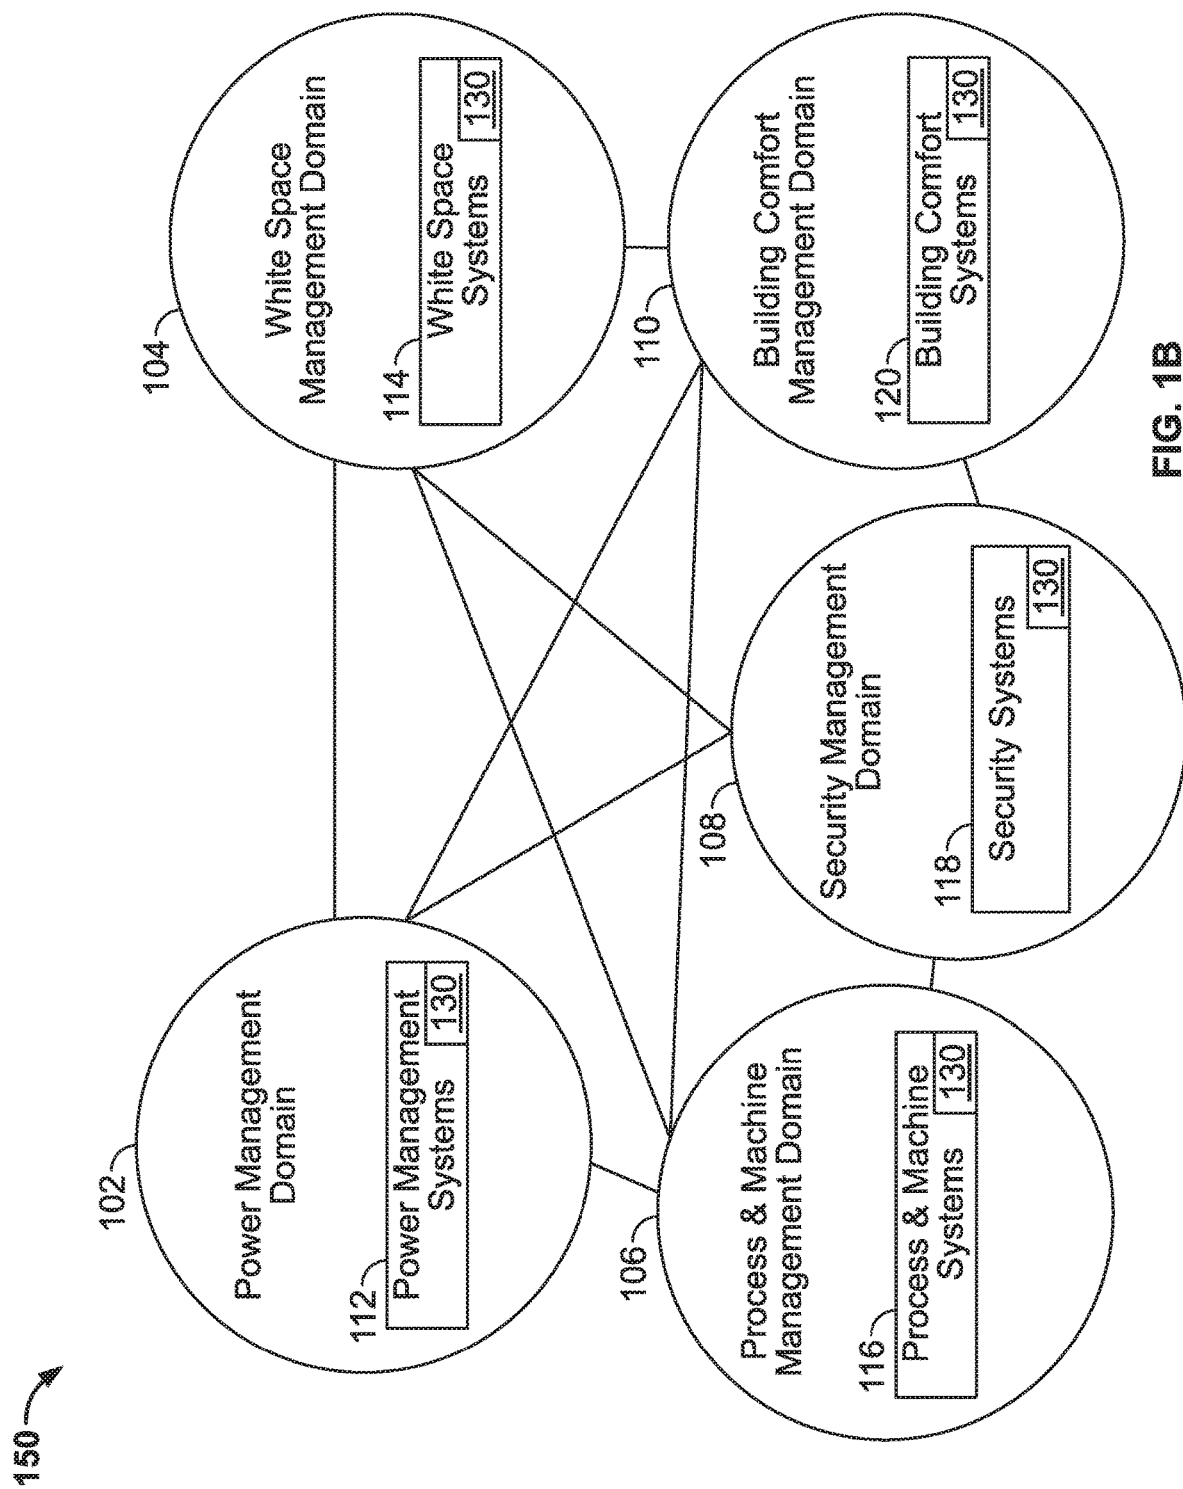 150
102
Power Management
Domain
112
Power Management
Systems
130
104
White Space
Management Domain
114
White Space
Systems
130
106
Process & Machine
Management Domain
116
Process & Machine
Systems
130
108
Security Management
Domain
118
Security Systems
130
110
Building Comfort
Management Domain
120
Building Comfort
Systems
130
FIG. 1B